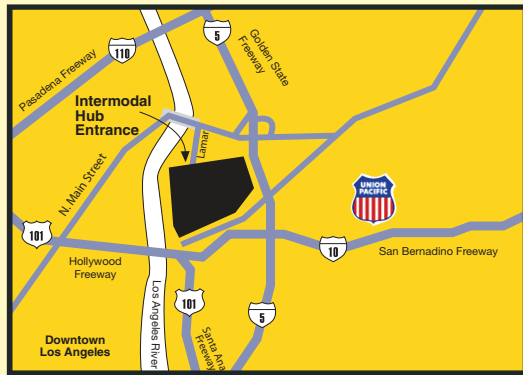 110
Pasadena Freeway
5
Golden State
Freeway
Intermodal
Hub
Entrance
Lamar
N. Main Street
UNION
PACIFIC
101
10
San Bernadino Freeway
Hollywood
Freeway
Los Angeles River
101
5
Santa Ana
Freeway
Downtown
Los Angeles